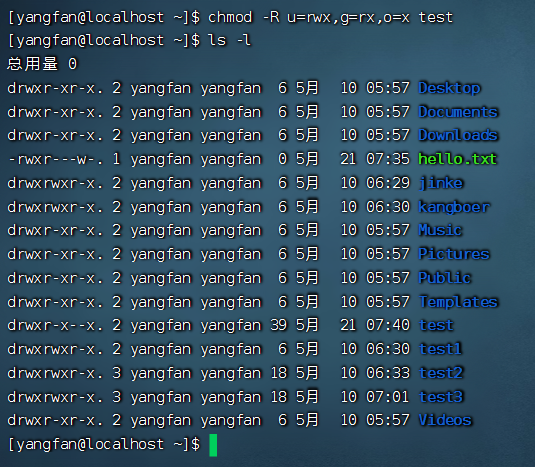 [yangfan@localhost ~]$ chmod -R u=rwx,g=rx,o=x test
[yangfan@localhost ~]$ ls -l
总用量 0
drwxr-xr-x. 2 yangfan yangfan  6 5月  10 05:57 Desktop
drwxr-xr-x. 2 yangfan yangfan  6 5月  10 05:57 Documents
drwxr-xr-x. 2 yangfan yangfan  6 5月  10 05:57 Downloads
-rwxr---w-. 1 yangfan yangfan  0 5月  21 07:35 hello.txt
drwxrwxr-x. 2 yangfan yangfan  6 5月  10 06:29 jinke
drwxrwxr-x. 2 yangfan yangfan  6 5月  10 06:30 kangboer
drwxr-xr-x. 2 yangfan yangfan  6 5月  10 05:57 Music
drwxr-xr-x. 2 yangfan yangfan  6 5月  10 05:57 Pictures
drwxr-xr-x. 2 yangfan yangfan  6 5月  10 05:57 Public
drwxr-xr-x. 2 yangfan yangfan  6 5月  10 05:57 Templates
drwxr-x--x. 2 yangfan yangfan 39 5月  21 07:40 test
drwxrwxr-x. 2 yangfan yangfan  6 5月  10 06:30 test1
drwxrwxr-x. 3 yangfan yangfan 18 5月  10 06:33 test2
drwxrwxr-x. 3 yangfan yangfan 18 5月  10 07:01 test3
drwxr-xr-x. 2 yangfan yangfan  6 5月  10 05:57 Videos
[yangfan@localhost ~]$